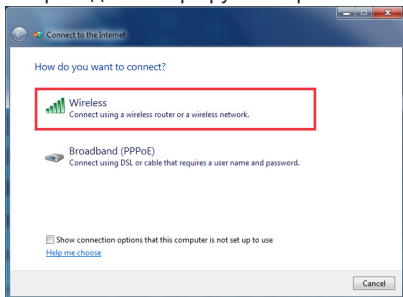 Connect to the Internet
How do you want to connect?
Wireless
Connect using a wireless router or a wireless network.
Broadband (PPPoE)
Connect using DSL or cable that requires a user name and password.
Show connection options that this computer is not set up to use
Help me choose
Cancel